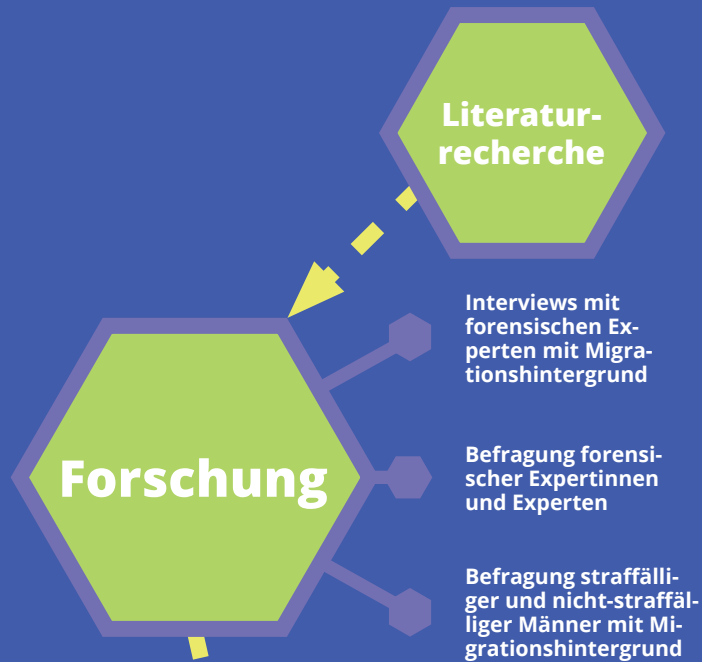 Literatur-
recherche
Interviews mit
forensischen Ex-
perten mit Migra-
tionshintergrund
Forschung
Befragung forensi-
scher Expertinnen
und Experten
Befragung straffälli-
ger und nicht-straffäl-
liger Männer mit Mi-
grationshintergrund